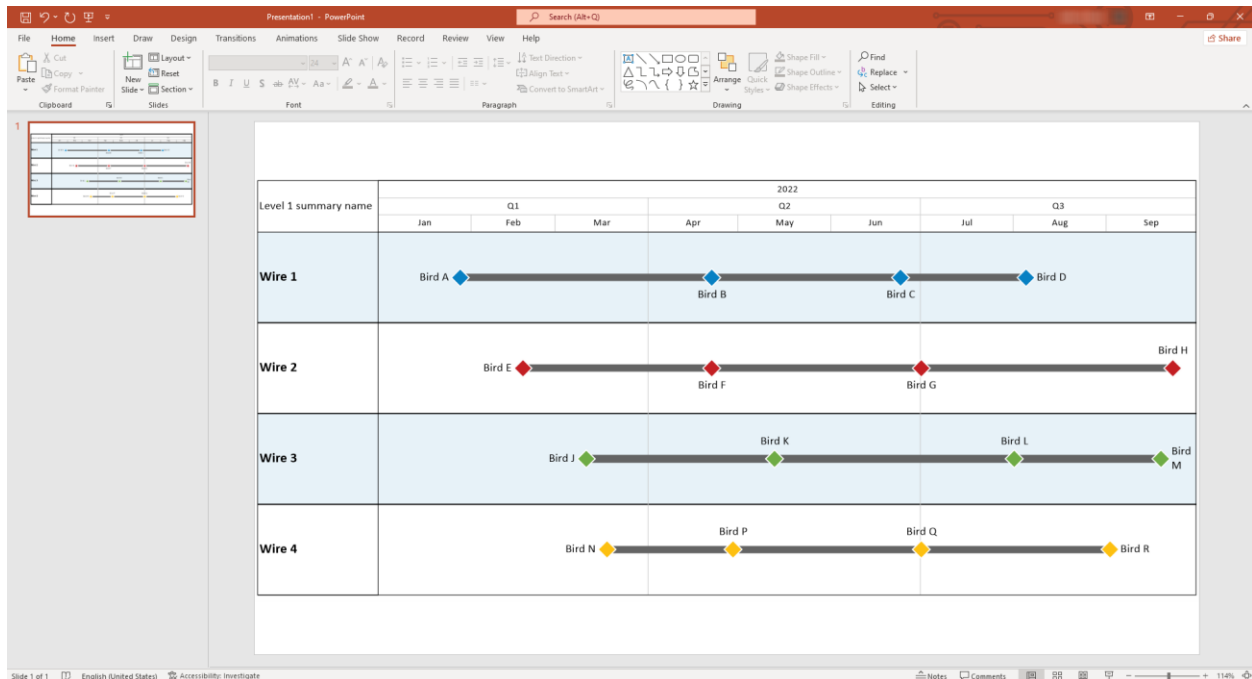 Presentation1 - PowerPoint
Search (Alt+Q)
File Home Insert Draw Design Transitions Animations Slide Show Record Review View Help
Share
Paste
Cut
Copy
Format Painter
Clipboard
New Slide
Layout
Reset
Section
Slides
24
Font
Text Direction
Align Text
Convert to SmartArt
Paragraph
Arrange
Quick Styles
Shape Fill
Shape Outline
Shape Effects
Drawing
Find
Replace
Select
Editing
1
2022
Level 1 summary name
Q1 Q2 Q3
Jan Feb Mar Apr May Jun Jul Aug Sep
Wire 1
Bird A
Bird D
Bird B
Bird C
Bird H
Wire 2
Bird E
Bird F
Bird G
Bird K
Bird L
Wire 3
Bird J
Bird M
Bird P
Bird Q
Wire 4
Bird N
Bird R
Slide 1 of 1 English (United States) Accessibility: Investigate Notes Comments 114%